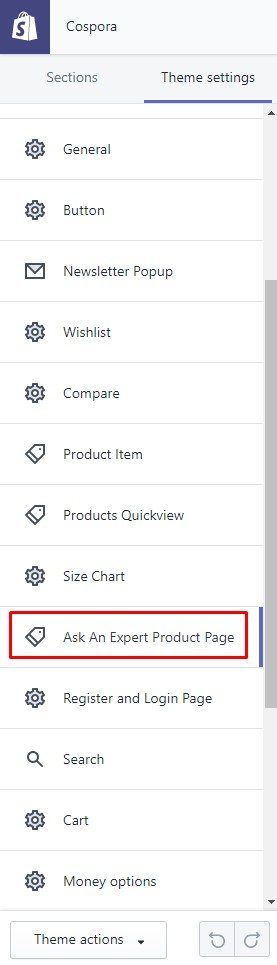 Cospora
Sections Theme settings
General
Button
Newsletter Popup
Wishlist
Compare
Product Item
Products Quickview
Size Chart
Ask An Expert Product Page
Register and Login Page
Search
Cart
Money options
Theme actions